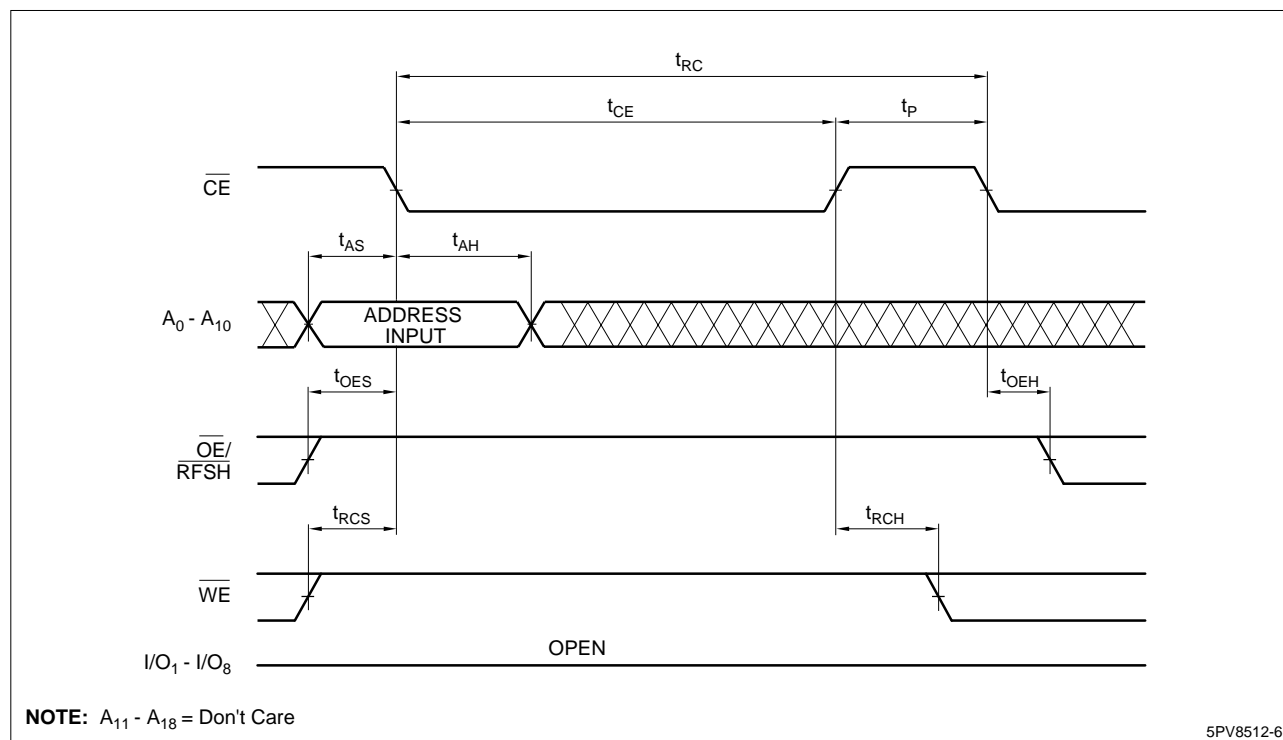 tRC
tCE
tP
CE
tAS
tAH
A0 - A10
ADDRESS
INPUT
tOES
tOEH
OE/
RFSH
tRCS
tRCH
WE
OPEN
I/O1 - I/O8
NOTE: A11 - A18 = Don't Care
5PV8512-6